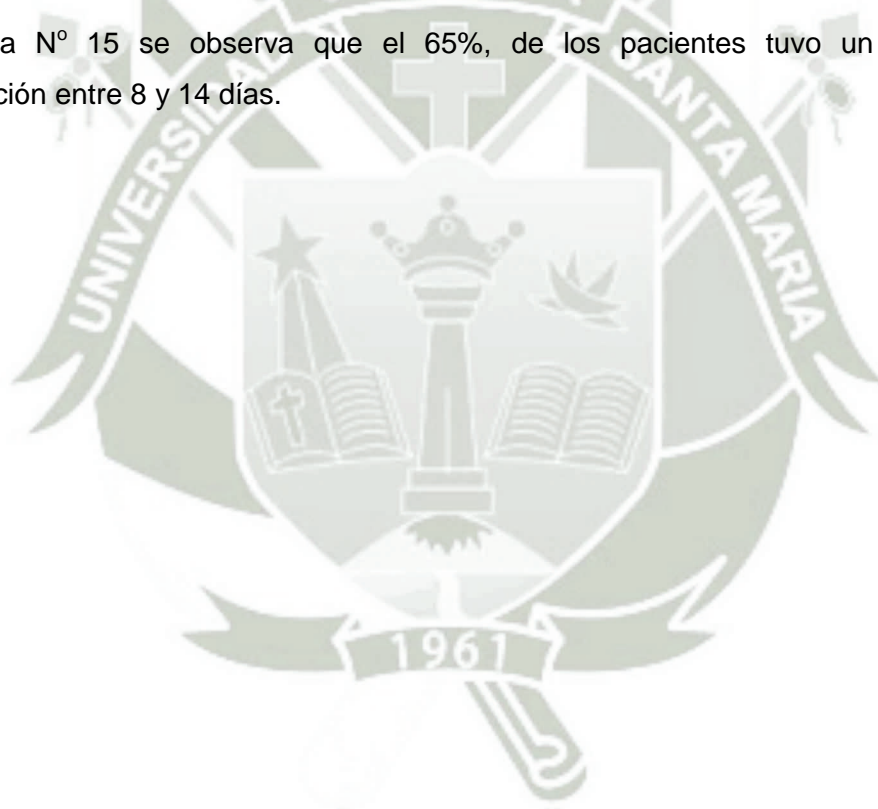 a Nº 15 se observa que el 65%, de los pacientes tuvo un
ción entre 8 y 14 días.
UNIVERSIDAD
SANTA MARIA
1961